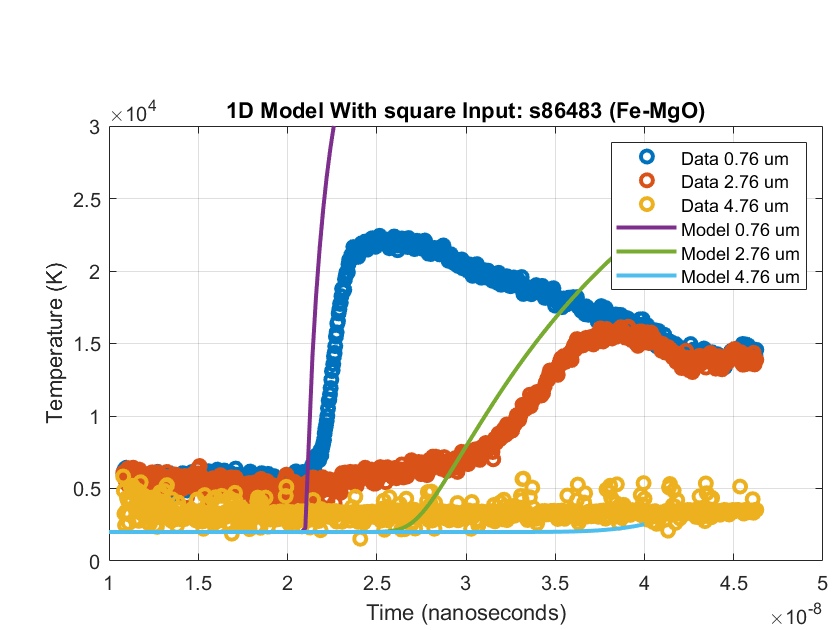 1D Model With square Input: s86483 (Fe-MgO)
×10^4
3
2.5
2
1.5
1
0.5
0
Temperature (K)
Data 0.76 um
Data 2.76 um
Data 4.76 um
Model 0.76 um
Model 2.76 um
Model 4.76 um
1 1.5 2 2.5 3 3.5 4 4.5 5
Time (nanoseconds)
×10^-8